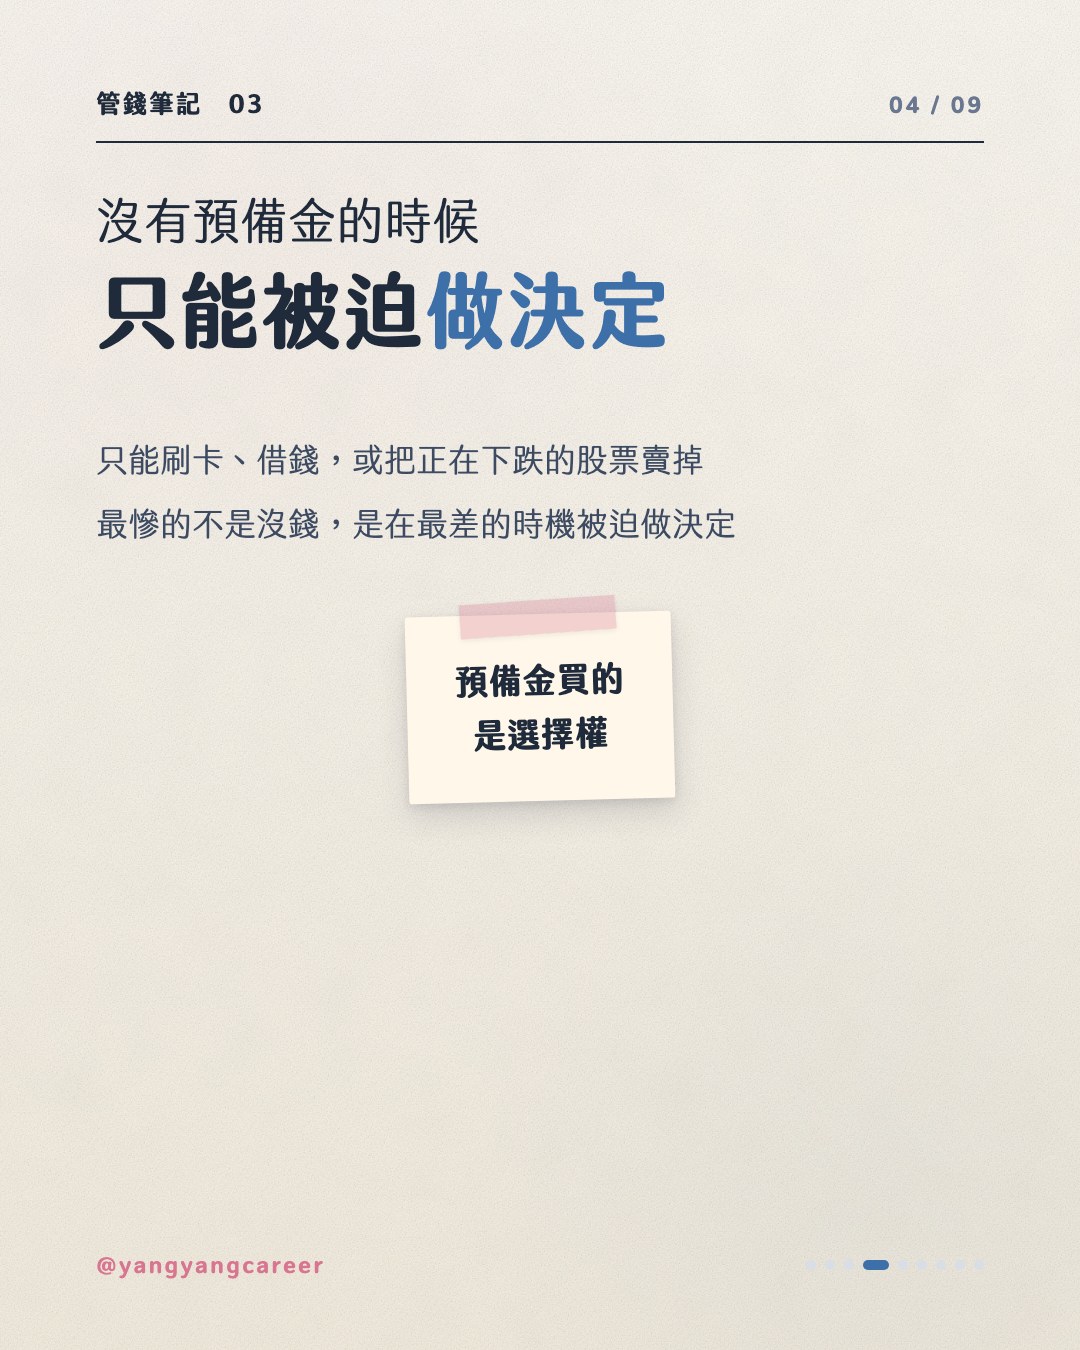 管錢筆記 03
04 / 09
沒有預備金的時候
只能被迫做決定
只能刷卡、借錢，或把正在下跌的股票賣掉
最慘的不是沒錢，是在最差的時機被迫做決定
預備金買的
是選擇權
@yangyangcareer